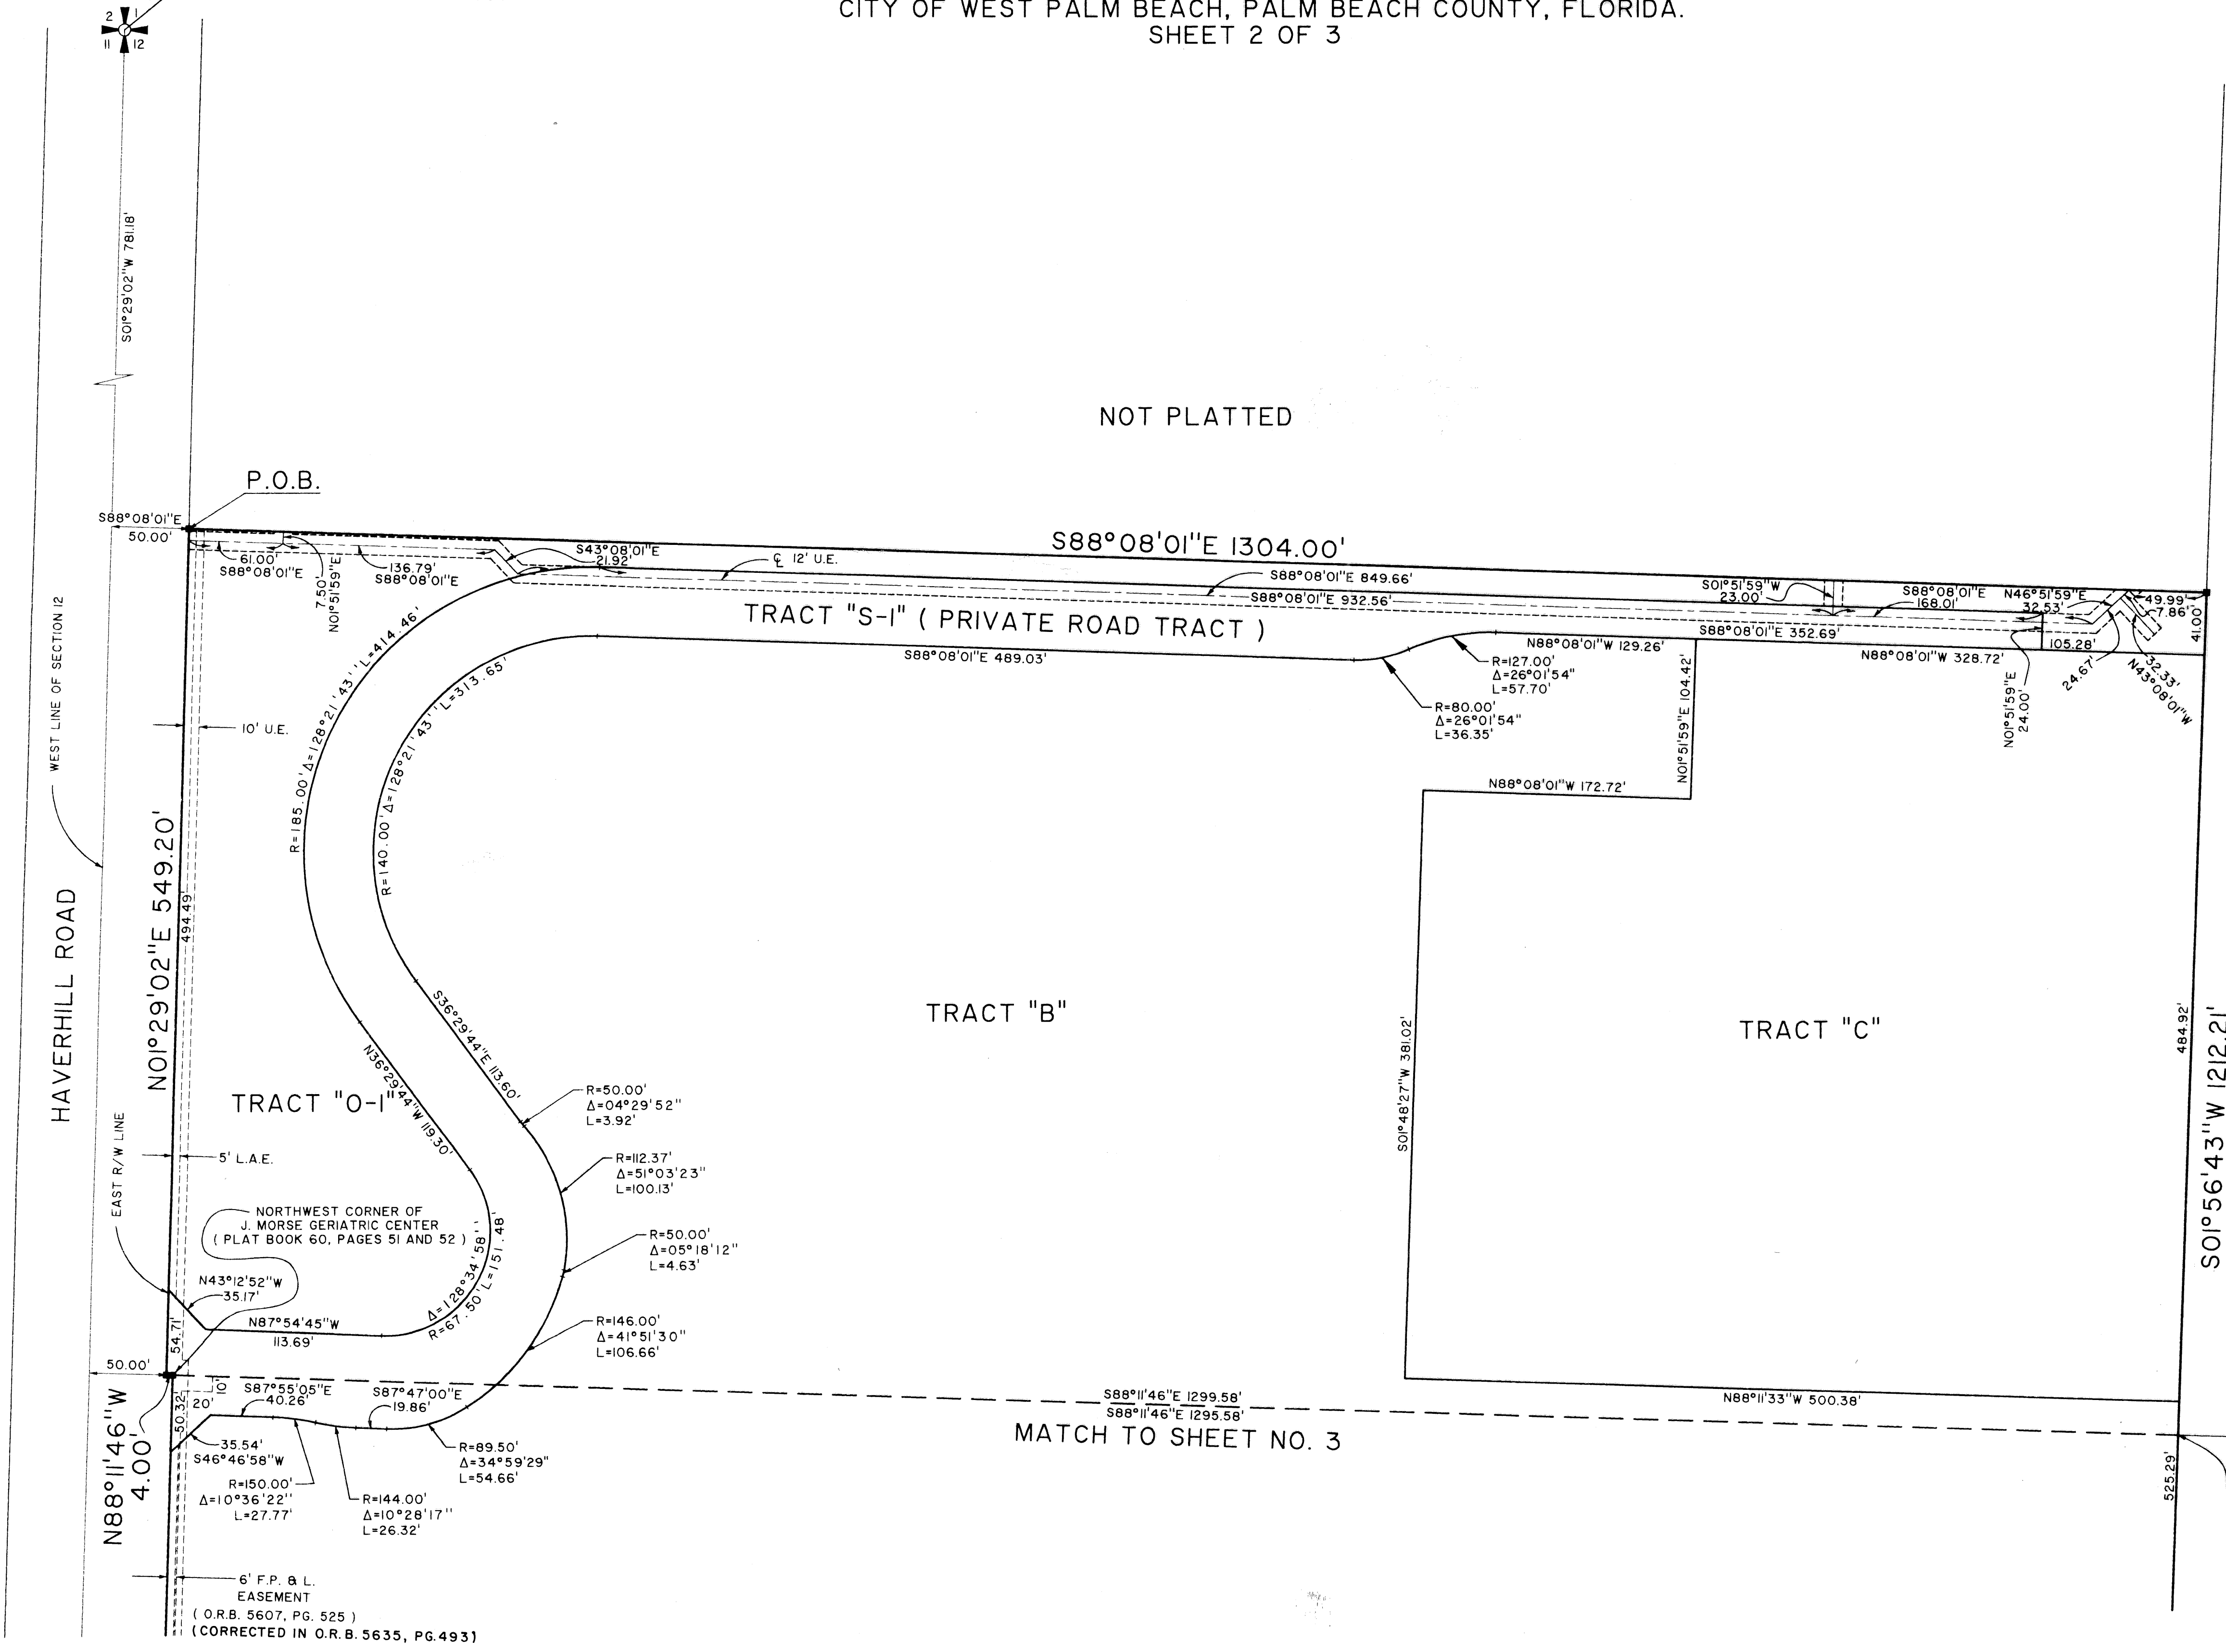 CITY OF WEST PALM BEACH, PALM BEACH COUNTY, FLORIDA.
SHEET 2 OF 3
2 1
11 12
S01°29'02"W 781.18'
NOT PLATTED
P.O.B.
S88°08'01"E
50.00'
61.00'
S88°08'01"E
7.50'
N01°51'59"E
136.79'
S88°08'01"E
S43°08'01"E
21.92'
℄ 12' U.E.
S88°08'01"E 1304.00'
S88°08'01"E 849.66'
S88°08'01"E 932.56'
S01°51'59"W
23.00'
S88°08'01"E
168.01'
N46°51'59"E
32.53'
49.99'
7.86'
41.00'
TRACT "S-1" ( PRIVATE ROAD TRACT )
S88°08'01"E 352.69'
105.28'
S88°08'01"E 489.03'
N88°08'01"W 129.26'
N88°08'01"W 328.72'
24.67'
32.33'
N43°08'01"W
N01°51'59"E
24.00'
R=127.00'
Δ=26°01'54"
L=57.70'
R=80.00'
Δ=26°01'54"
L=36.35'
N01°51'59"E 104.42'
N88°08'01"W 172.72'
R=185.00' Δ=128°21'43" L=414.46'
R=140.00' Δ=128°21'43" L=313.65'
10' U.E.
WEST LINE OF SECTION 12
HAVERHILL ROAD
N01°29'02"E 549.20'
494.49'
S36°29'44"E 113.60'
N36°29'44"W 119.30'
TRACT "O-1"
TRACT "B"
TRACT "C"
S01°48'27"W 381.02'
484.92'
S01°56'43"W 1212.21'
R=50.00'
Δ=04°29'52"
L=3.92'
R=112.37'
Δ=51°03'23"
L=100.13'
EAST R/W LINE
5' L.A.E.
NORTHWEST CORNER OF
J. MORSE GERIATRIC CENTER
( PLAT BOOK 60, PAGES 51 AND 52 )
R=50.00'
Δ=05°18'12"
L=4.63'
N43°12'52"W
35.17'
Δ=128°34'58"
R=67.50' L=151.48'
N87°54'45"W
113.69'
R=146.00'
Δ=41°51'30"
L=106.66'
54.71'
50.00'
N88°11'46"W
4.00'
50.32'
20'
10'
S87°55'05"E
40.26'
S87°47'00"E
19.86'
S88°11'46"E 1299.58'
S88°11'46"E 1295.58'
MATCH TO SHEET NO. 3
N88°11'33"W 500.38'
35.54'
S46°46'58"W
R=89.50'
Δ=34°59'29"
L=54.66'
R=150.00'
Δ=10°36'22"
L=27.77'
R=144.00'
Δ=10°28'17"
L=26.32'
525.29'
6' F.P. & L.
EASEMENT
( O.R.B. 5607, PG. 525 )
(CORRECTED IN O.R.B. 5635, PG.493)